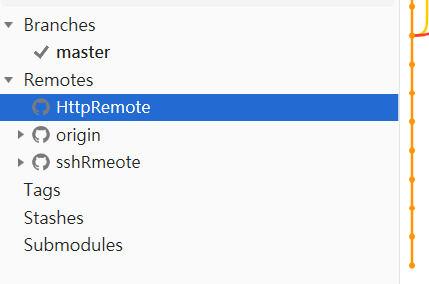 Branches
master
Remotes
HttpRemote
origin
sshRmeote
Tags
Stashes
Submodules